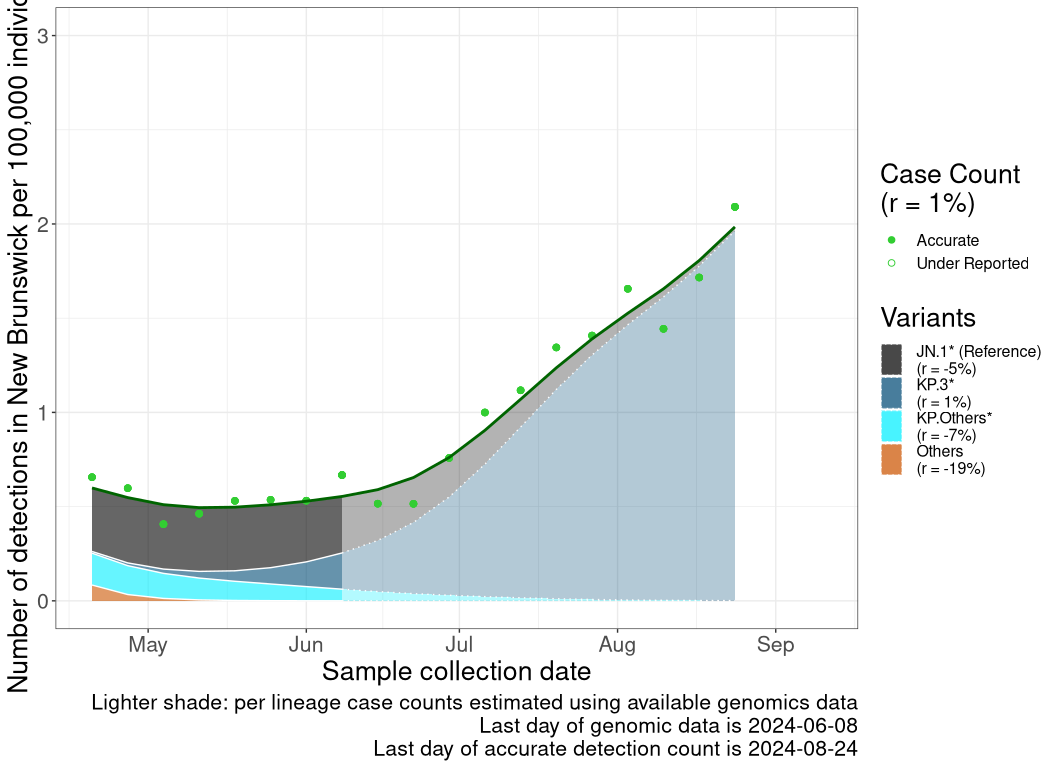 Number of detections in New Brunswick per 100,000
3
2
1
0
May Jun Jul Aug Sep
Sample collection date
Lighter shade: per lineage case counts estimated using available genomics data
Last day of genomic data is 2024-06-08
Last day of accurate detection count is 2024-08-24
Case Count
(r = 1%)
Accurate
Under Reported
Variants
JN.1* (Reference)
(r = -5%)
KP.3*
(r = 1%)
KP.Others*
(r = -7%)
Others
(r = -19%)